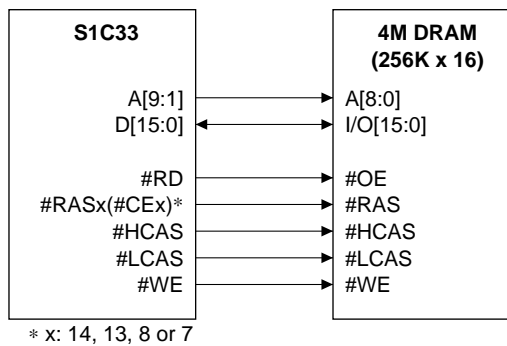 S1C33
4M DRAM
(256K x 16)
A[9:1]
A[8:0]
D[15:0]
I/O[15:0]
#RD
#OE
#RASx(#CEx)*
#RAS
#HCAS
#HCAS
#LCAS
#LCAS
#WE
#WE
* x: 14, 13, 8 or 7